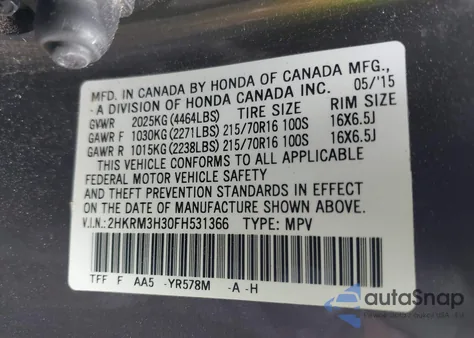 MFD. IN CANADA BY HONDA OF CANADA MFG.,
- A DIVISION OF HONDA CANADA INC. 05/'15
GVWR 2025KG(4464LBS) TIRE SIZE RIM SIZE
GAWR F 1030KG(2271LBS) 215/70R16 100S 16X6.5J
GAWR R 1015KG(2238LBS) 215/70R16 100S 16X6.5J
THIS VEHICLE CONFORMS TO ALL APPLICABLE
FEDERAL MOTOR VEHICLE SAFETY
AND THEFT PREVENTION STANDARDS IN EFFECT
ON THE DATE OF MANUFACTURE SHOWN ABOVE.
V.I.N.: 2HKRM3H30FH531366 TYPE: MPV
TFF F AA5 -YR578M -A -H
autoSnap